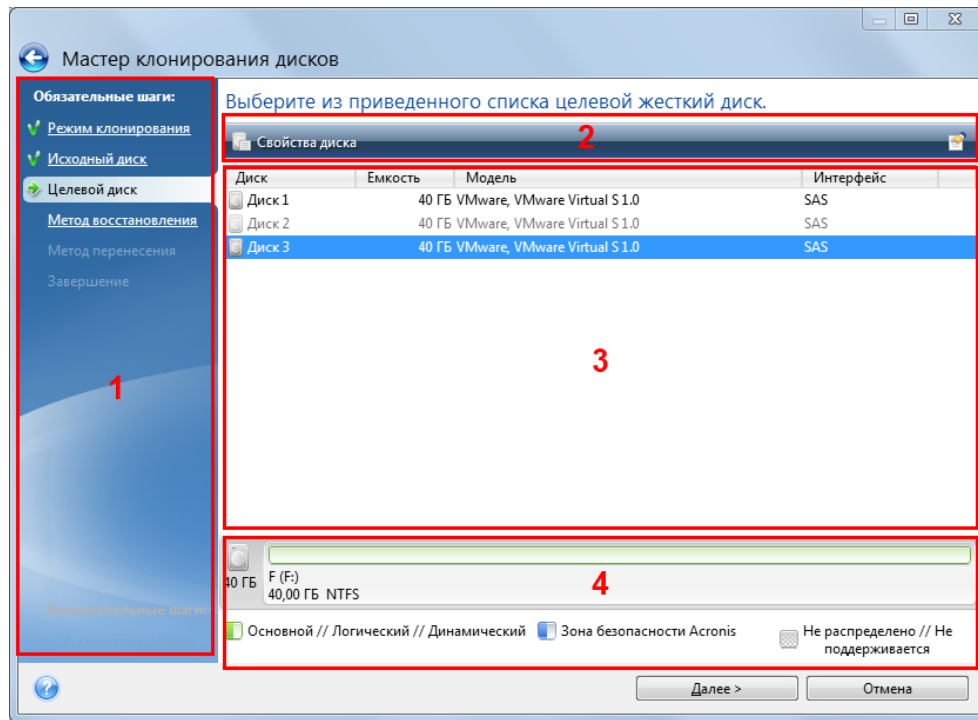 Мастер клонирования дисков
Обязательные шаги:
Режим клонирования
Исходный диск
Целевой диск
Метод восстановления
Метод перенесения
Завершение
1
Выберите из приведенного списка целевой жесткий диск.
Свойства диска
2
Диск Емкость Модель Интерфейс
Диск 1 40 ГБ VMware, VMware Virtual S 1.0 SAS
Диск 2 40 ГБ VMware, VMware Virtual S 1.0 SAS
Диск 3 40 ГБ VMware, VMware Virtual S 1.0 SAS
3
40 ГБ
F (F:)
40,00 ГБ NTFS
4
Основной // Логический // Динамический
Зона безопасности Acronis
Не распределено // Не
поддерживается
Далее >
Отмена